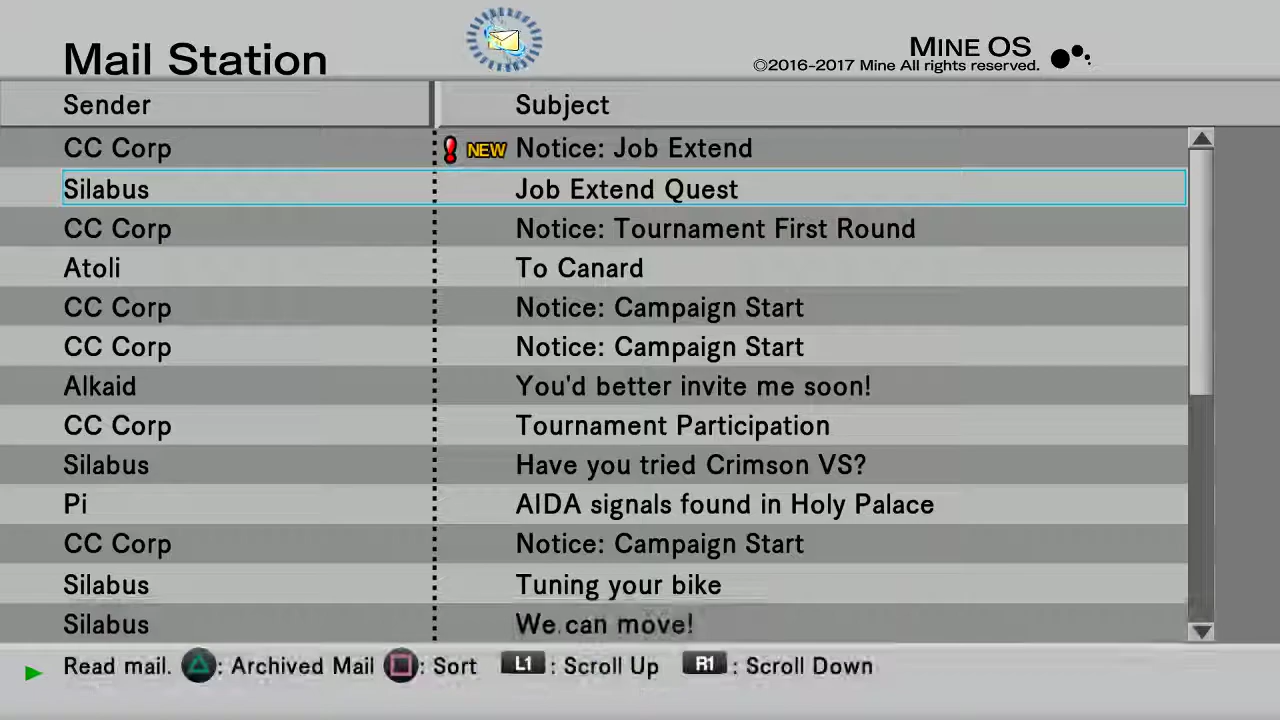 Mail Station
MINE OS
©2016-2017 Mine All rights reserved.
Sender Subject
CC Corp NEW Notice: Job Extend
Silabus Job Extend Quest
CC Corp Notice: Tournament First Round
Atoli To Canard
CC Corp Notice: Campaign Start
CC Corp Notice: Campaign Start
Alkaid You'd better invite me soon!
CC Corp Tournament Participation
Silabus Have you tried Crimson VS?
Pi AIDA signals found in Holy Palace
CC Corp Notice: Campaign Start
Silabus Tuning your bike
Silabus We can move!
Read mail. : Archived Mail : Sort L1 : Scroll Up R1 : Scroll Down